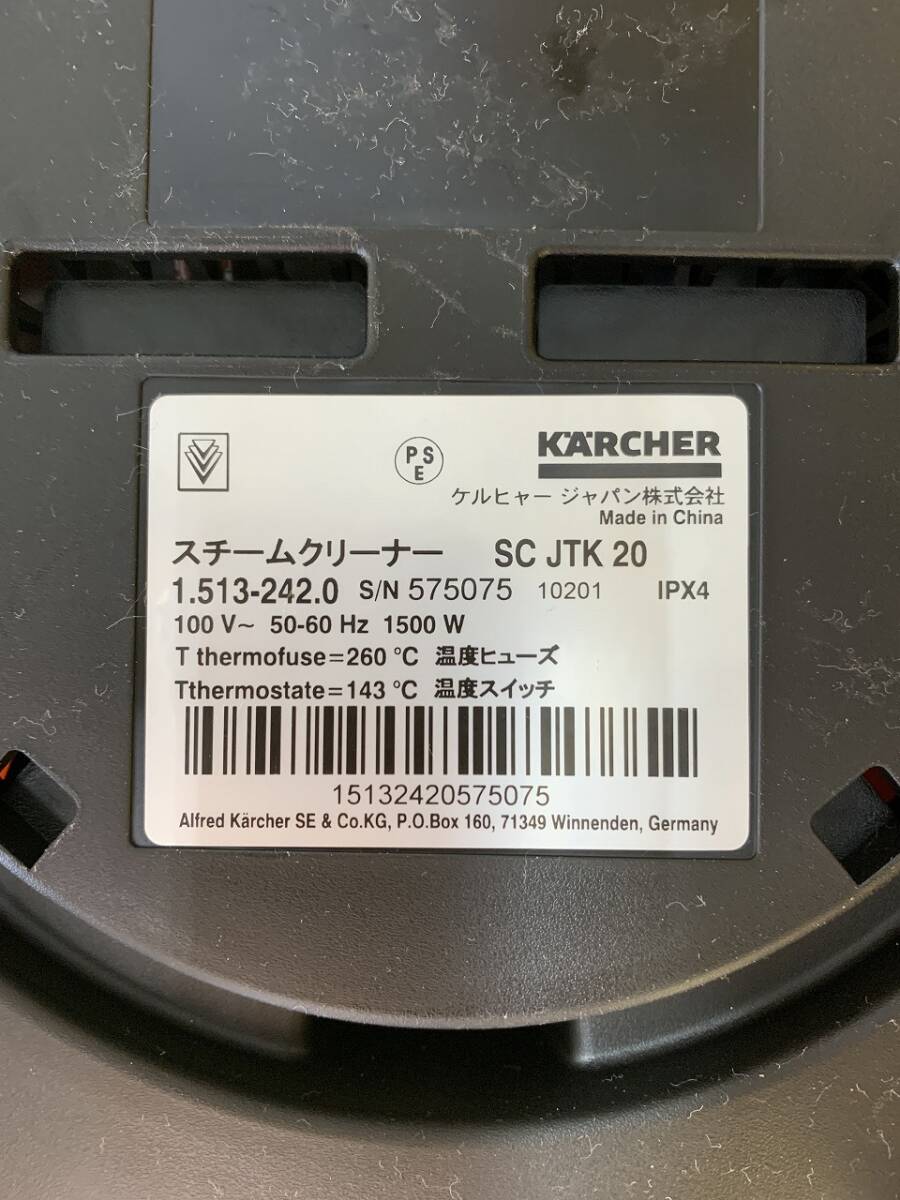 PS
E
KÄRCHER
ケルヒャー ジャパン株式会社
Made in China
スチームクリーナー SC JTK 20
1.513-242.0 S/N 575075 10201 IPX4
100 V~ 50-60 Hz 1500 W
T thermofuse=260 °C 温度ヒューズ
Tthermostate=143 °C 温度スイッチ
15132420575075
Alfred Kärcher SE & Co.KG, P.O.Box 160, 71349 Winnenden, Germany